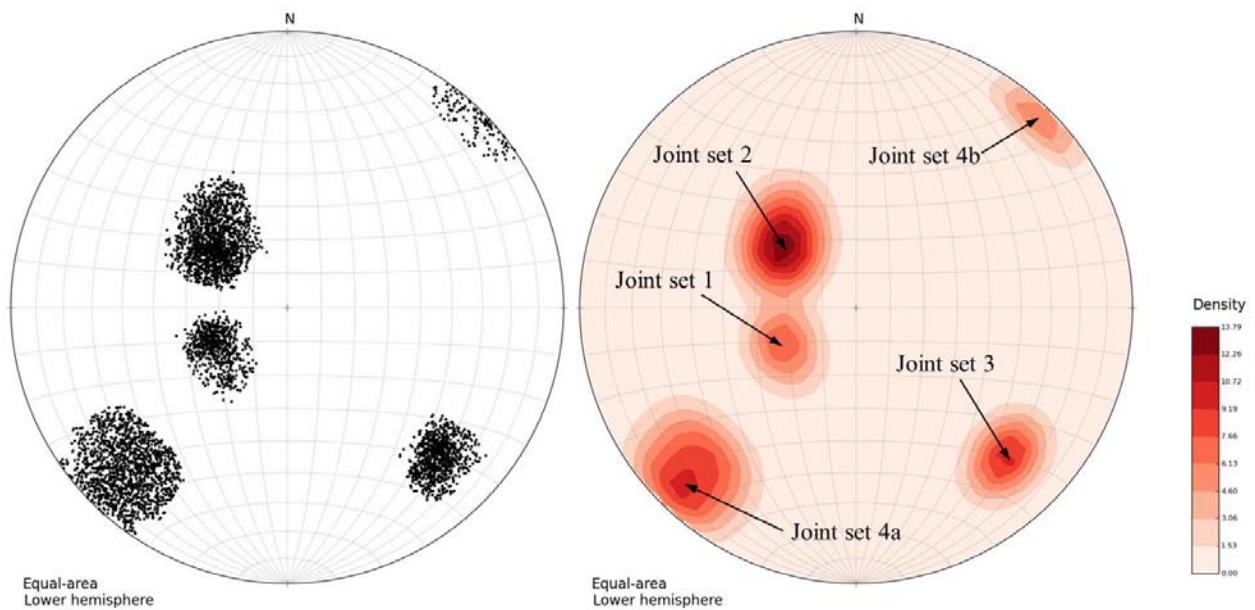 N
Equal-area
Lower hemisphere
N
Joint set 2
Joint set 4b
Joint set 1
Joint set 3
Joint set 4a
Equal-area
Lower hemisphere
Density
13.79
12.26
10.72
9.19
7.66
6.13
4.60
3.06
1.53
0.00